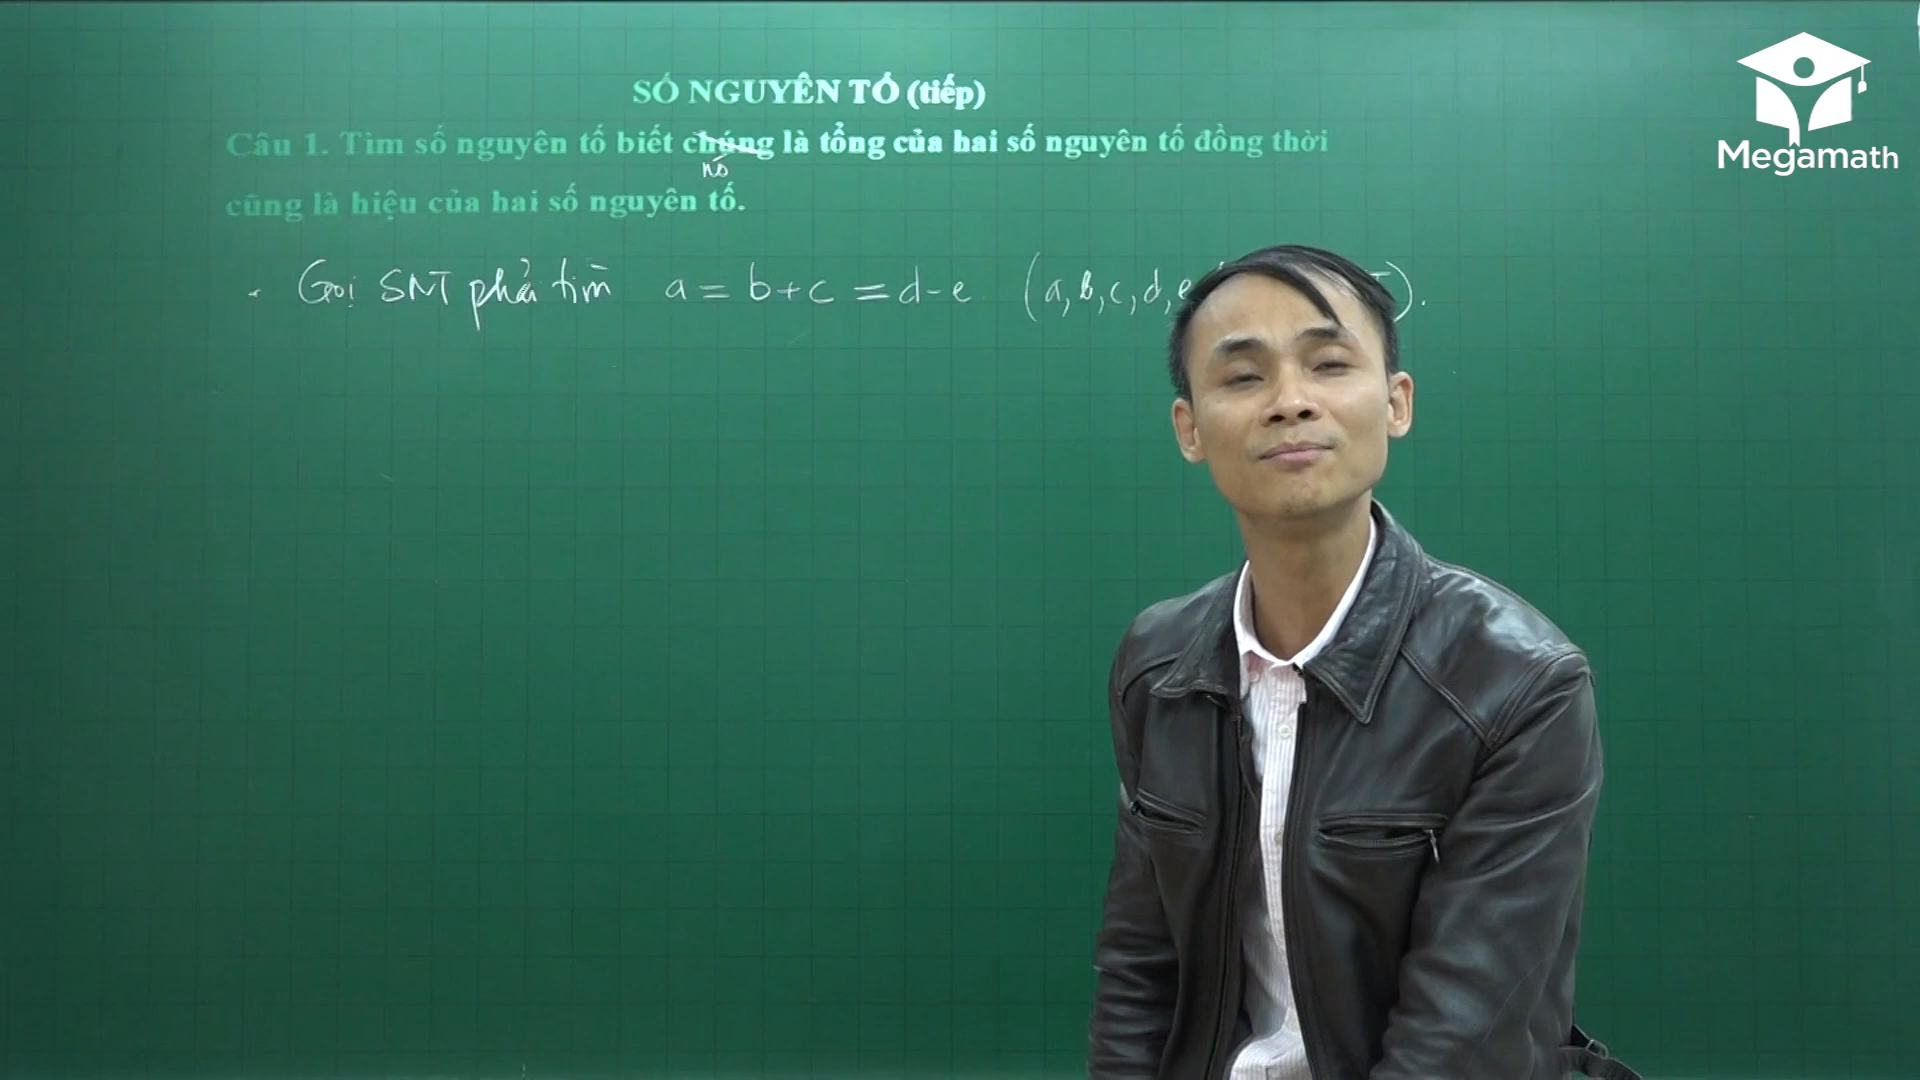 SỐ NGUYÊN TỐ (tiếp)
Câu 1. Tìm số nguyên tố biết chúng là tổng của hai số nguyên tố đồng thời
nó
cũng là hiệu của hai số nguyên tố.
Gọi SNT phải tìm a = b + c = d - e (a, b, c, d, e
Megamath